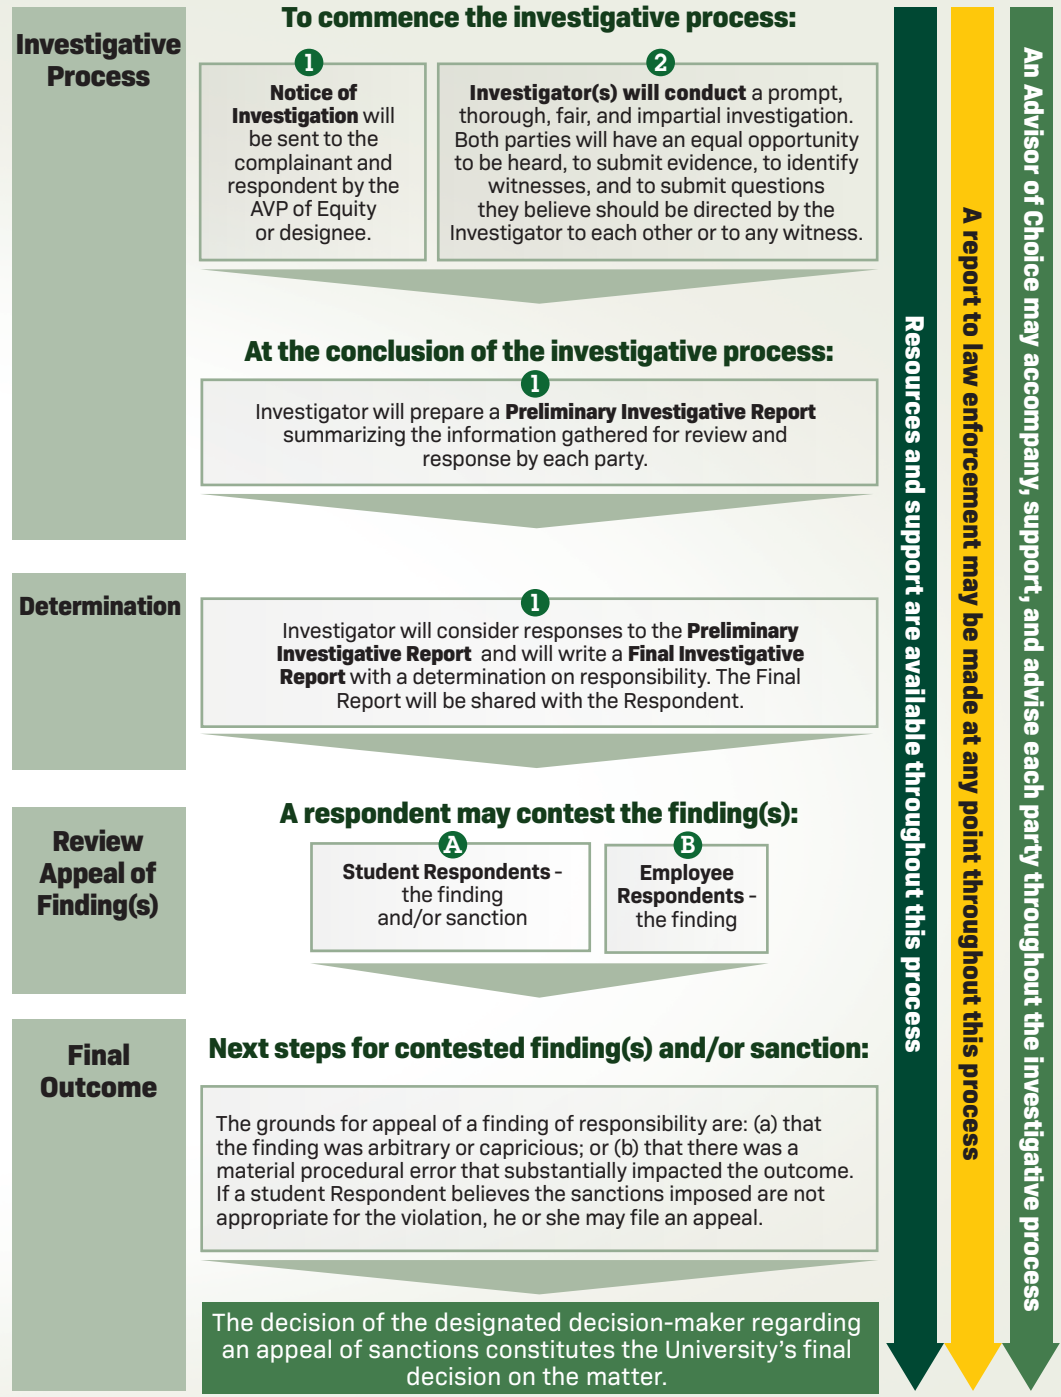 Investigative
Process
To commence the investigative process:
1
Notice of
Investigation will
be sent to the
complainant and
respondent by the
AVP of Equity
or designee.
2
Investigator(s) will conduct a prompt,
thorough, fair, and impartial investigation.
Both parties will have an equal opportunity
to be heard, to submit evidence, to identify
witnesses, and to submit questions
they believe should be directed by the
Investigator to each other or to any witness.
At the conclusion of the investigative process:
1
Investigator will prepare a Preliminary Investigative Report
summarizing the information gathered for review and
response by each party.
Determination
1
Investigator will consider responses to the Preliminary
Investigative Report and will write a Final Investigative
Report with a determination on responsibility. The Final
Report will be shared with the Respondent.
Review
Appeal of
Finding(s)
A respondent may contest the finding(s):
A
Student Respondents -
the finding
and/or sanction
B
Employee
Respondents -
the finding
Final
Outcome
Next steps for contested finding(s) and/or sanction:
The grounds for appeal of a finding of responsibility are: (a) that
the finding was arbitrary or capricious; or (b) that there was a
material procedural error that substantially impacted the outcome.
If a student Respondent believes the sanctions imposed are not
appropriate for the violation, he or she may file an appeal.
The decision of the designated decision-maker regarding
an appeal of sanctions constitutes the University's final
decision on the matter.
Resources and support are available throughout this process
A report to law enforcement may be made at any point throughout this process
An Advisor of Choice may accompany, support, and advise each party throughout the investigative process